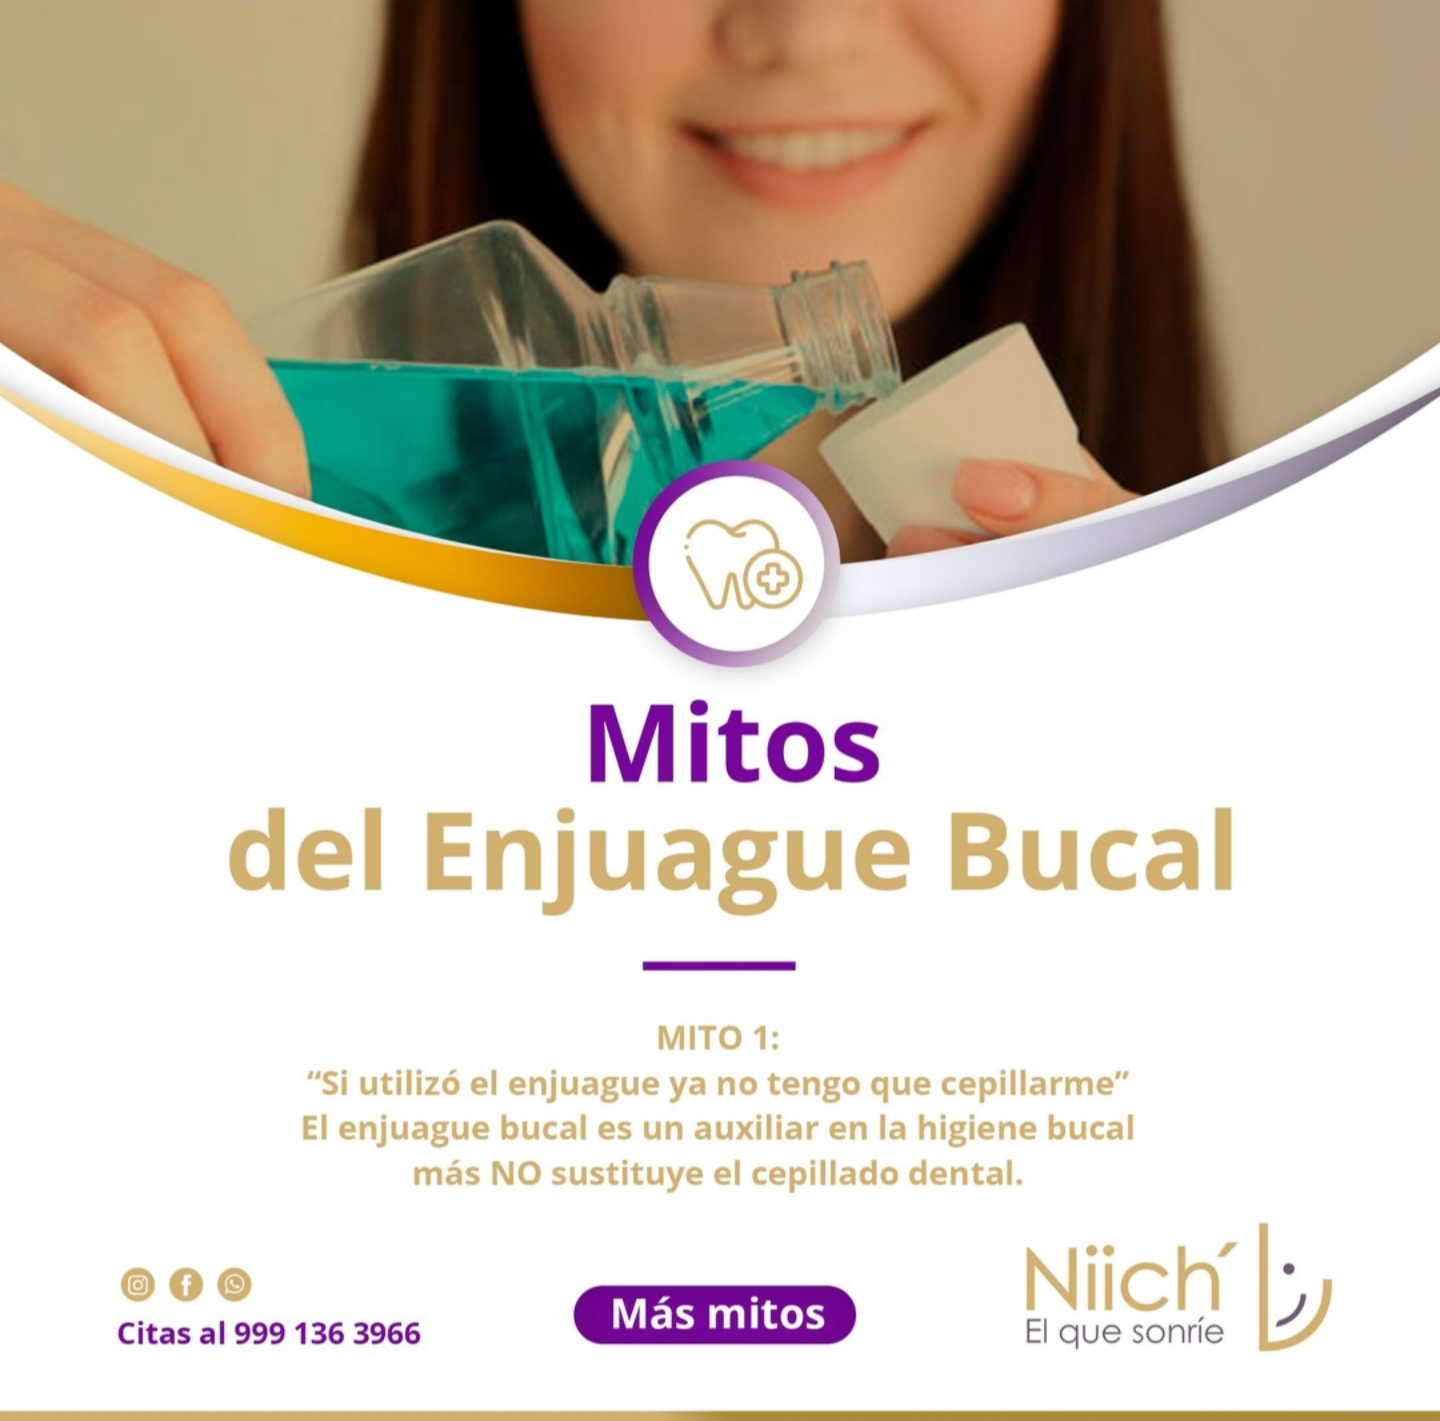 Mitos
del Enjuague Bucal
MITO 1:
“Si utilizó el enjuague ya no tengo que cepillarme”
El enjuague bucal es un auxiliar en la higiene bucal
más NO sustituye el cepillado dental.
Citas al 999 136 3966
Más mitos
Niich´
El que sonríe